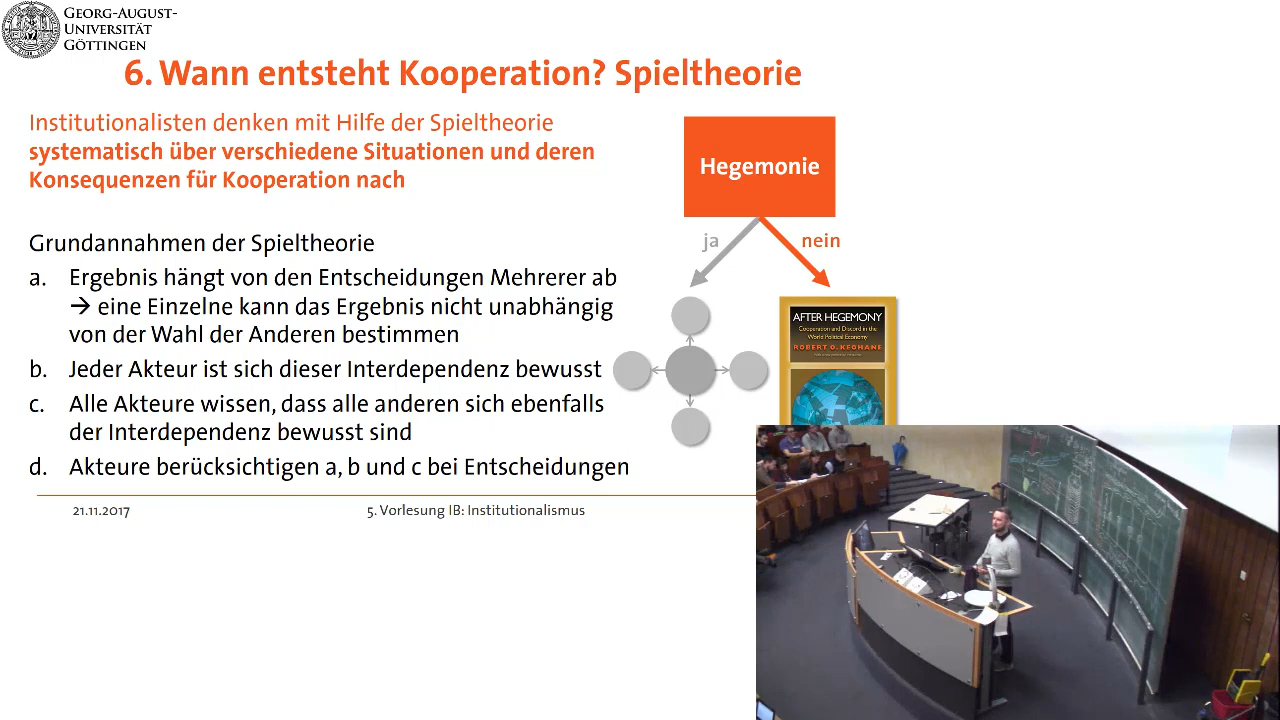 GEORG-AUGUST-
UNIVERSITÄT
GÖTTINGEN
6. Wann entsteht Kooperation? Spieltheorie
Institutionalisten denken mit Hilfe der Spieltheorie
systematisch über verschiedene Situationen und deren
Konsequenzen für Kooperation nach
Grundannahmen der Spieltheorie
a. Ergebnis hängt von den Entscheidungen Mehrerer ab
→ eine Einzelne kann das Ergebnis nicht unabhängig
von der Wahl der Anderen bestimmen
b. Jeder Akteur ist sich dieser Interdependenz bewusst
c. Alle Akteure wissen, dass alle anderen sich ebenfalls
der Interdependenz bewusst sind
d. Akteure berücksichtigen a, b und c bei Entscheidungen
Hegemonie
ja
nein
AFTER HEGEMONY
Cooperation and Discord in the
World Political Economy
ROBERT O. KEOHANE
21.11.2017
5. Vorlesung IB: Institutionalismus